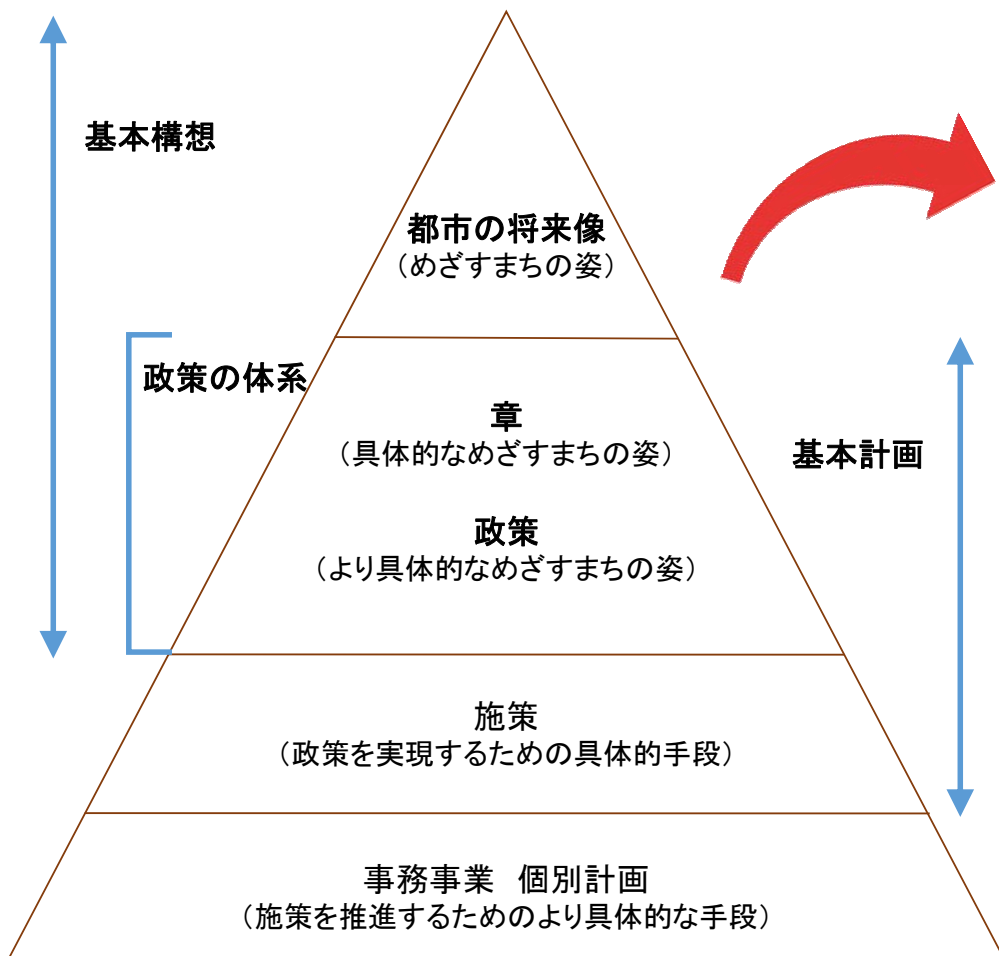 基本構想
都市の将来像
（めざすまちの姿）
政策の体系
章
（具体的なめざすまちの姿）
基本計画
政策
（より具体的なめざすまちの姿）
施策
（政策を実現するための具体的手段）
事務事業　個別計画
（施策を推進するためのより具体的な手段）